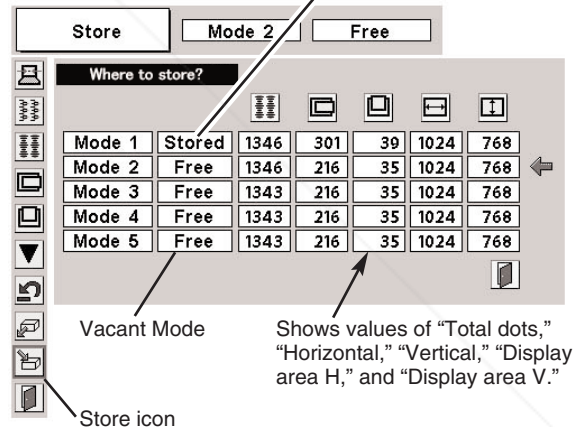 Store Mode 2 Free
Where to store?
Mode 1 Stored 1346 301 39 1024 768
Mode 2 Free 1346 216 35 1024 768
Mode 3 Free 1343 216 35 1024 768
Mode 4 Free 1343 216 35 1024 768
Mode 5 Free 1343 216 35 1024 768
Vacant Mode
Shows values of “Total dots,”
“Horizontal,” “Vertical,” “Display
area H,” and “Display area V.”
Store icon